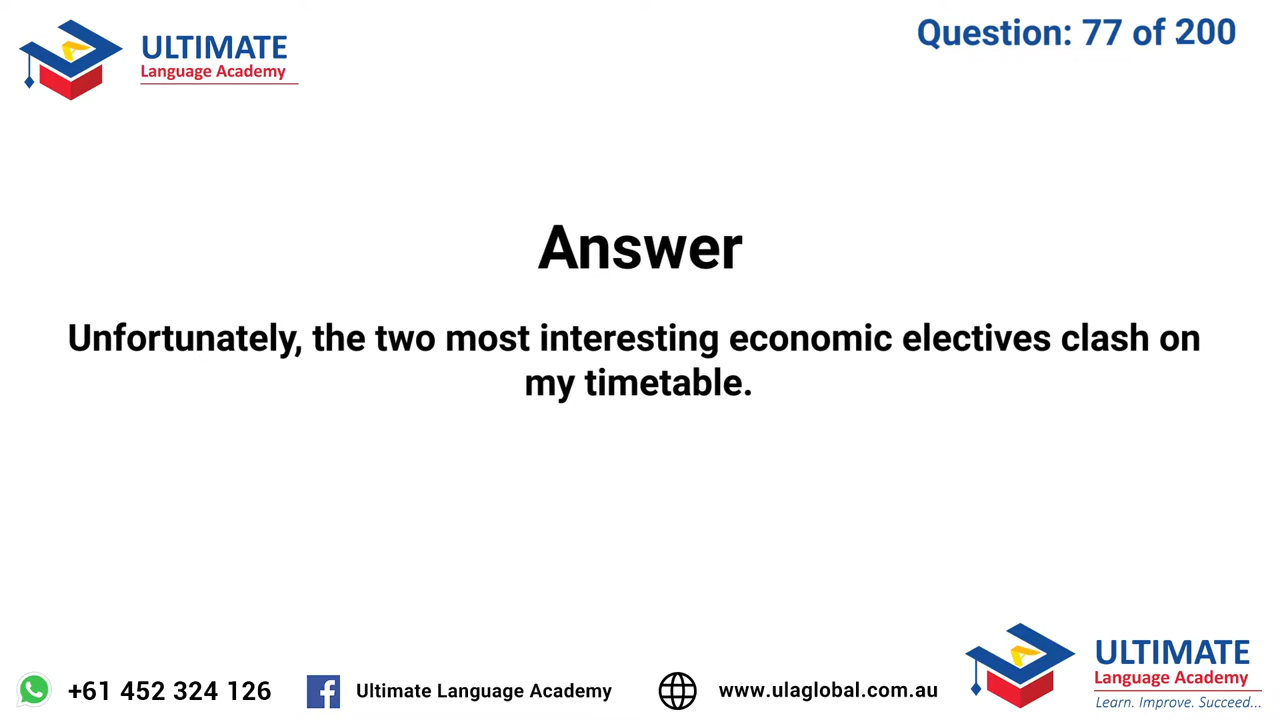 ULTIMATE
Language Academy
Question: 77 of 200
Answer
Unfortunately, the two most interesting economic electives clash on
my timetable.
+61 452 324 126
Ultimate Language Academy
www.ulaglobal.com.au
ULTIMATE
Language Academy
Learn. Improve. Succeed...